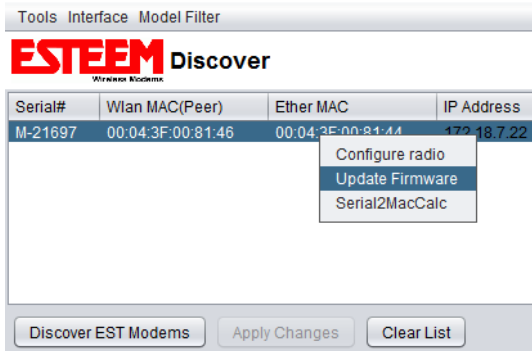 Tools Interface Model Filter
ESTEEM Discover
Wireless Modems
Serial# Wlan MAC(Peer) Ether MAC IP Address
M-21697 00:04:3F:00:81:46 00:04:3F:00:81:44 172.18.7.22
Configure radio
Update Firmware
Serial2MacCalc
Discover EST Modems Apply Changes Clear List